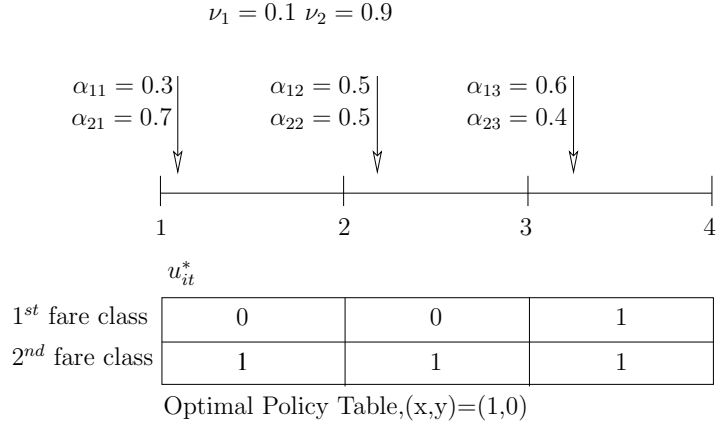 ν₁ = 0.1 ν₂ = 0.9
α₁₁ = 0.3 α₁₂ = 0.5 α₁₃ = 0.6
α₂₁ = 0.7 α₂₂ = 0.5 α₂₃ = 0.4
1 2 3 4
u*ᵢₜ
1ˢᵗ fare class 0 0 1
2ⁿᵈ fare class 1 1 1
Optimal Policy Table,(x,y)=(1,0)